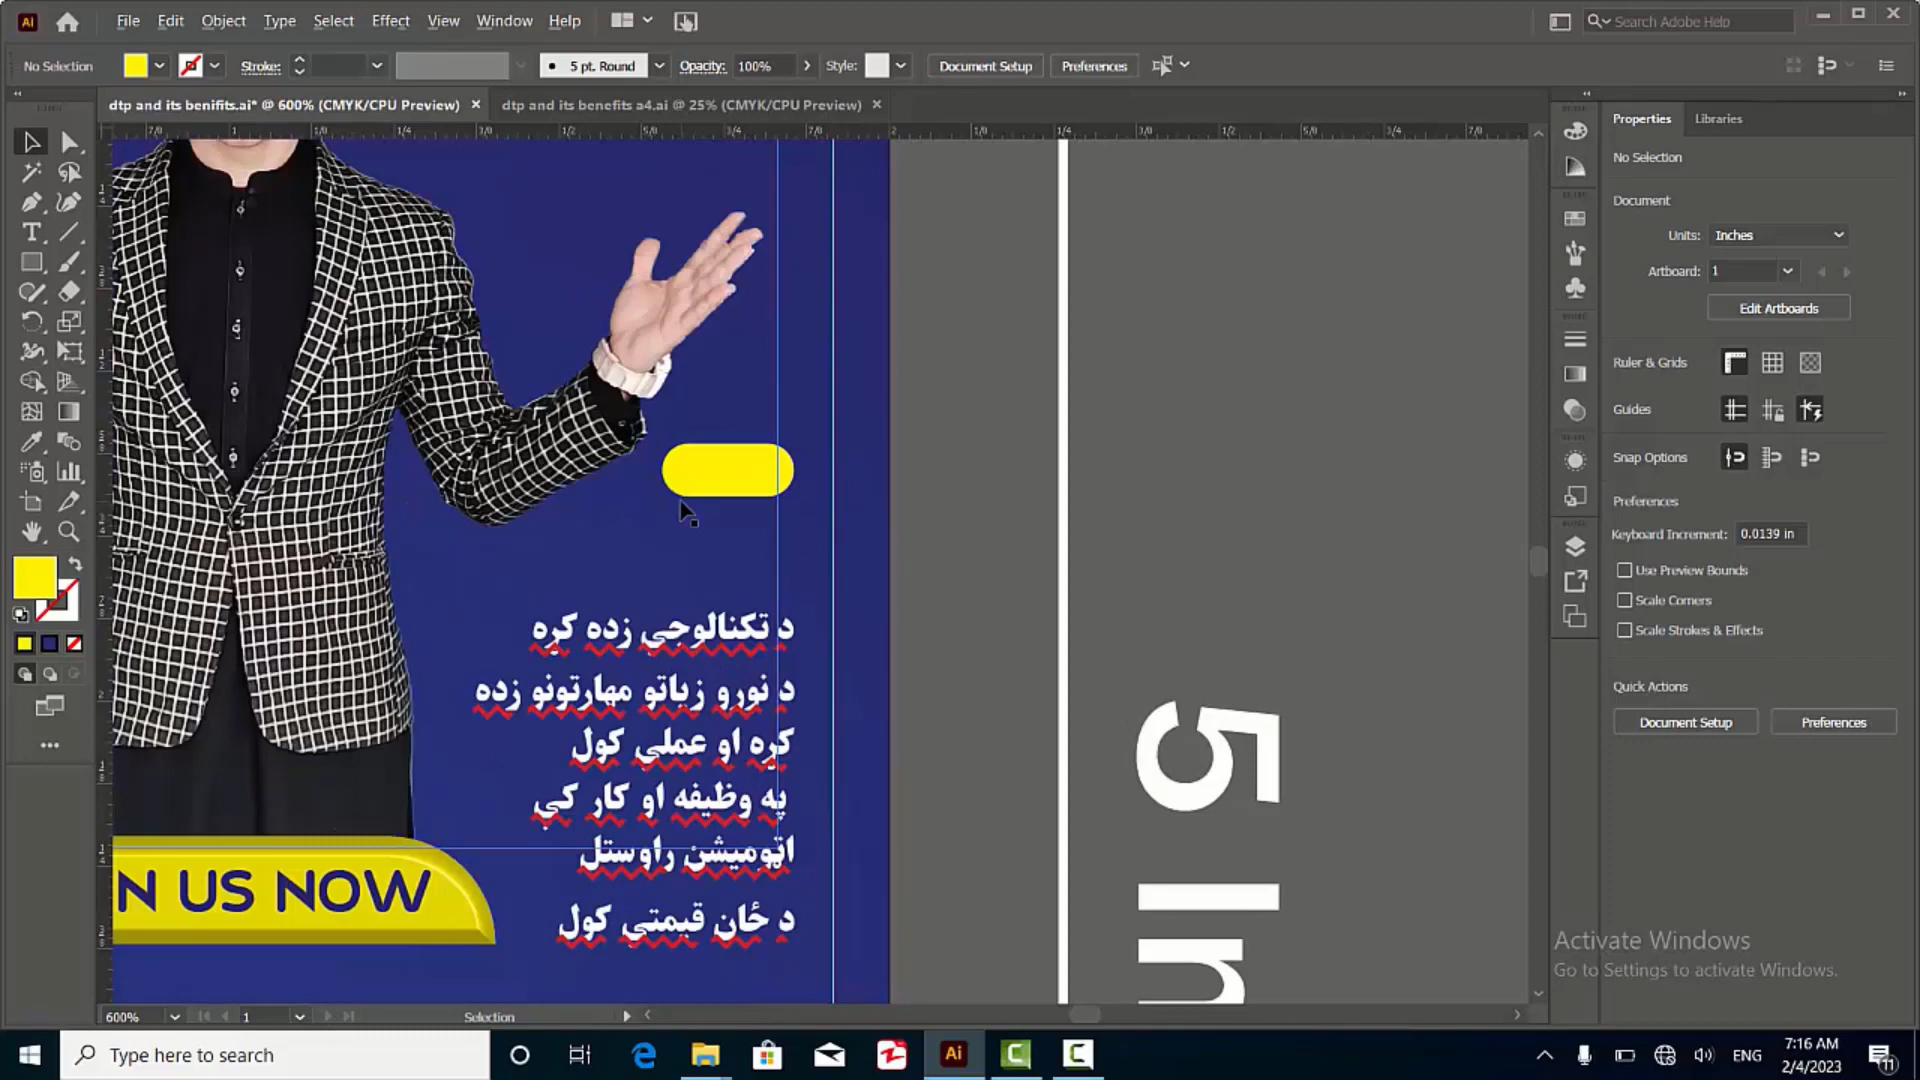 File Edit Object Type Select Effect View Window Help
Search Adobe Help
No Selection
Stroke:
5 pt. Round
Opacity: 100%
Style:
Document Setup
Preferences
dtp and its benifits.ai* @ 600% (CMYK/CPU Preview)
dtp and its benefits a4.ai @ 25% (CMYK/CPU Preview)
Properties
Libraries
No Selection
Document
Units: Inches
Artboard: 1
Edit Artboards
Ruler & Grids
Guides
Snap Options
Preferences
Keyboard Increment: 0.0139 in
Use Preview Bounds
Scale Corners
Scale Strokes & Effects
Quick Actions
Document Setup
Preferences
د تکنالوجی زده کړه
د نورو زیاتو مهارتونو زده
کړه او عملی کول
په وظیفه او کار کې
اتومیشن راوستل
د ځان قیمتی کول
N US NOW
5 In
Activate Windows
Go to Settings to activate Windows.
600%
1
Selection
Type here to search
ENG
7:16 AM
2/4/2023
11